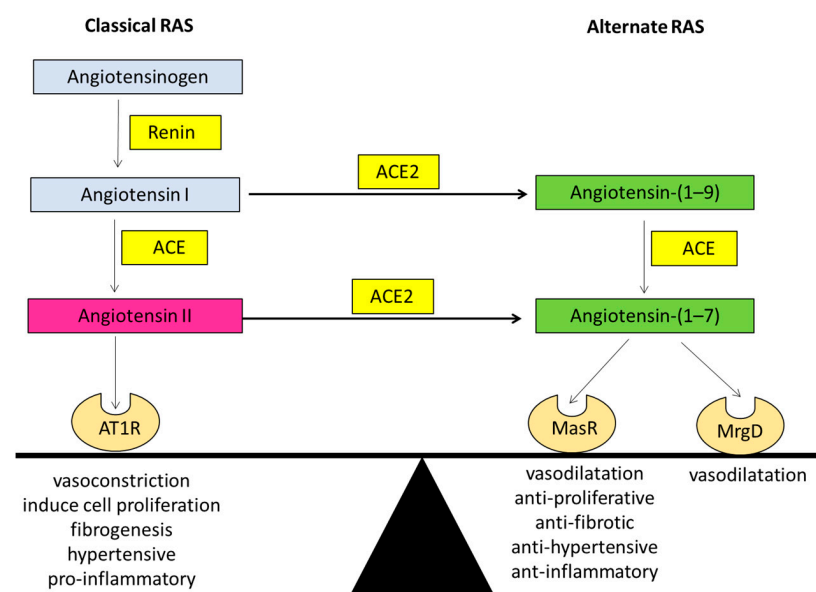 Classical RAS
Alternate RAS
Angiotensinogen
Renin
ACE2
Angiotensin I
Angiotensin-(1–9)
ACE
ACE
ACE2
Angiotensin II
Angiotensin-(1–7)
AT1R
MasR
MrgD
vasoconstriction
induce cell proliferation
fibrogenesis
hypertensive
pro-inflammatory
vasodilatation
anti-proliferative
anti-fibrotic
anti-hypertensive
ant-inflammatory
vasodilatation